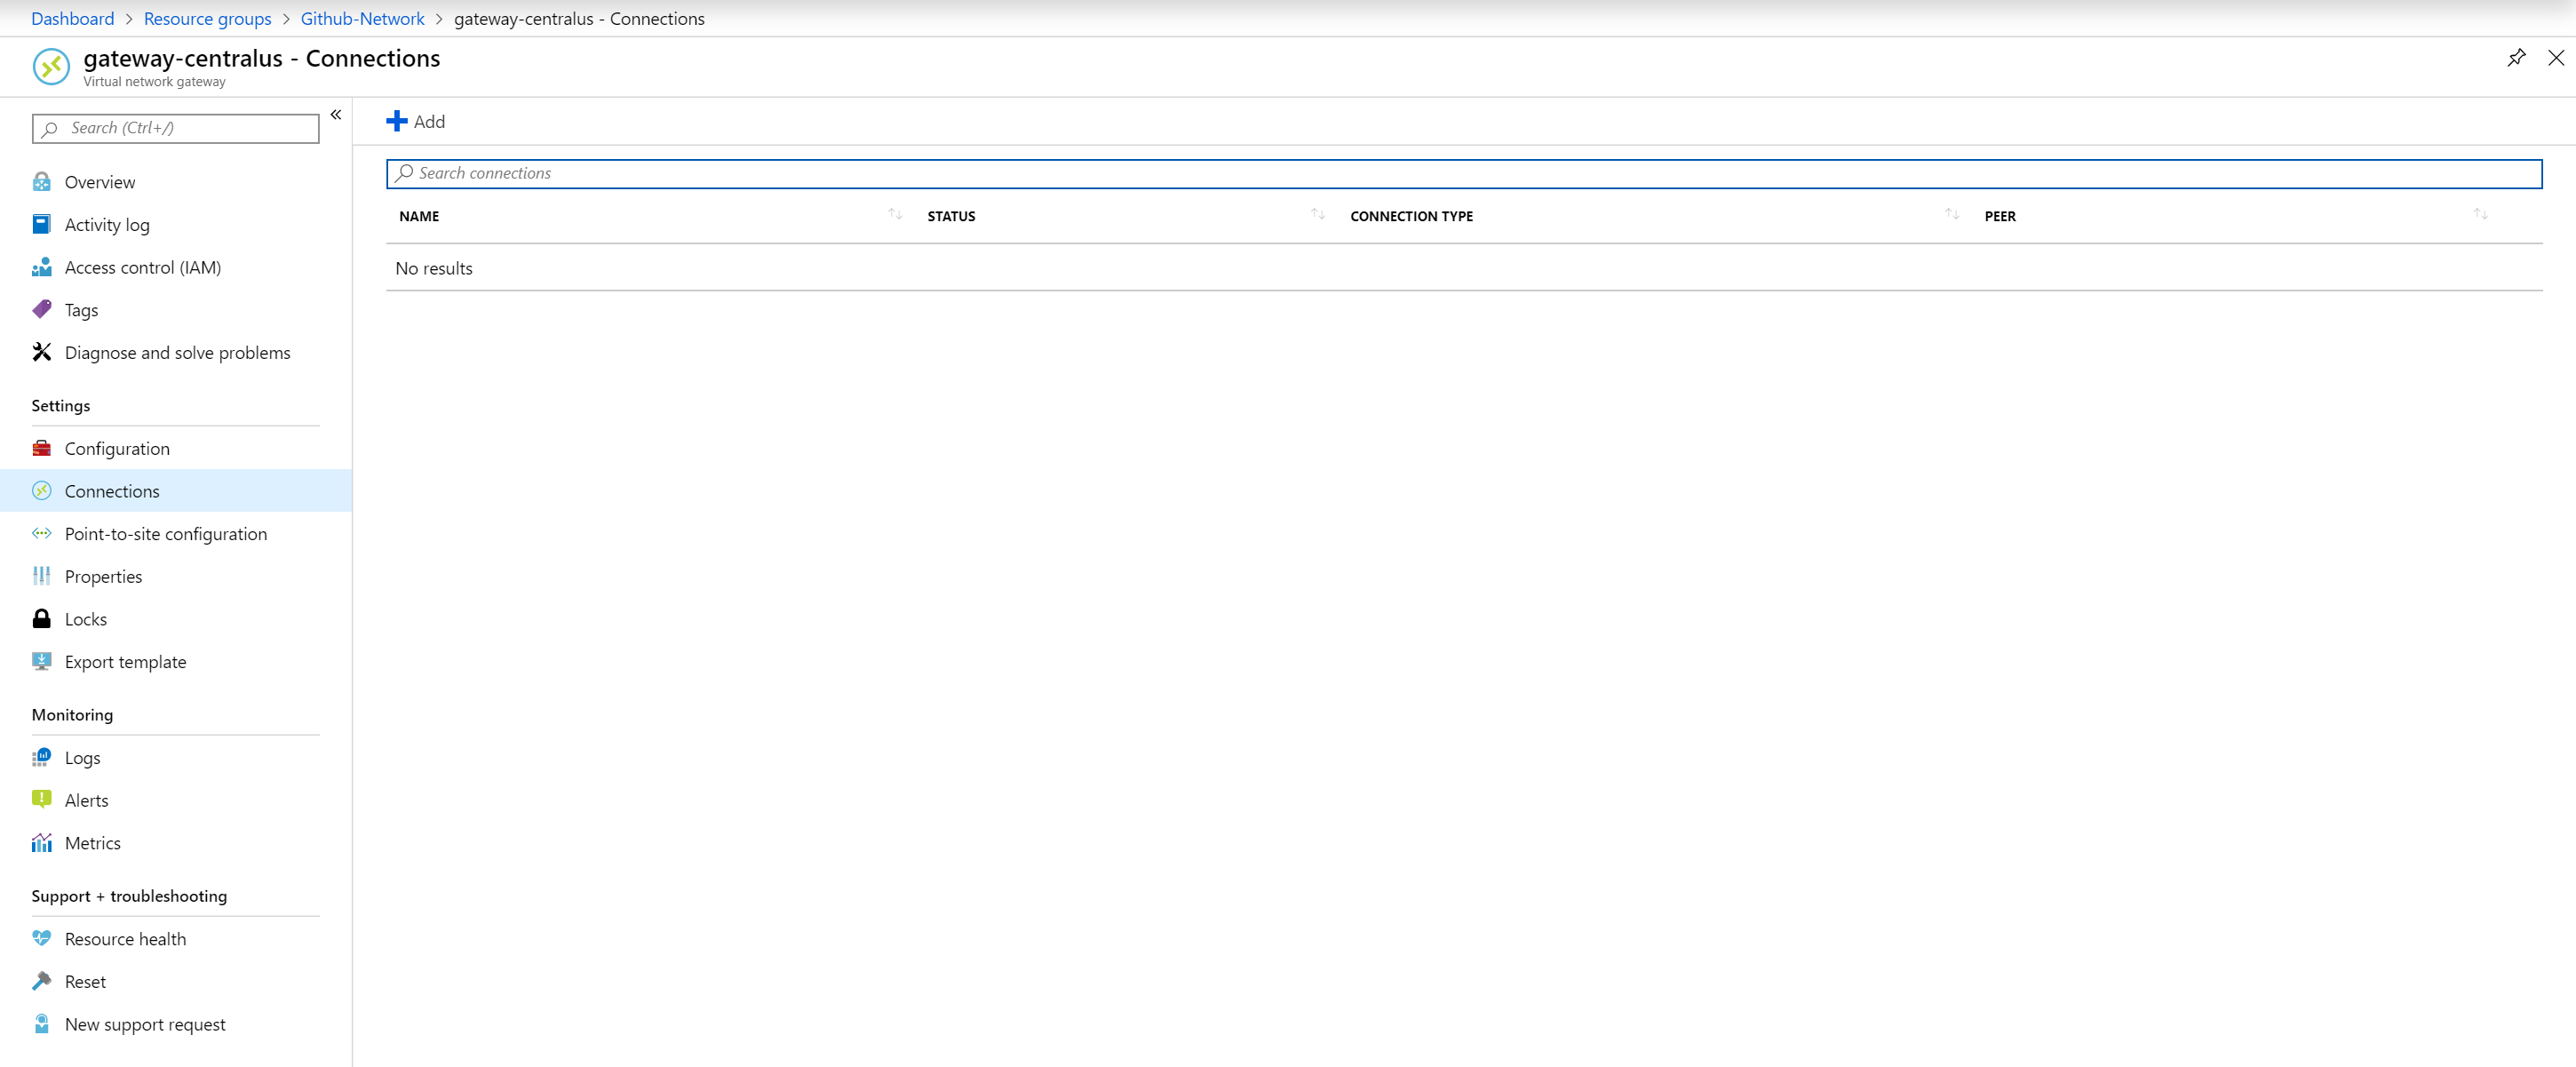 Dashboard > Resource groups > Github-Network > gateway-centralus - Connections
gateway-centralus - Connections
Virtual network gateway
Search (Ctrl+/)
«
Overview
Activity log
Access control (IAM)
Tags
Diagnose and solve problems
Settings
Configuration
Connections
Point-to-site configuration
Properties
Locks
Export template
Monitoring
Logs
Alerts
Metrics
Support + troubleshooting
Resource health
Reset
New support request
Add
Search connections
NAME STATUS CONNECTION TYPE PEER
No results